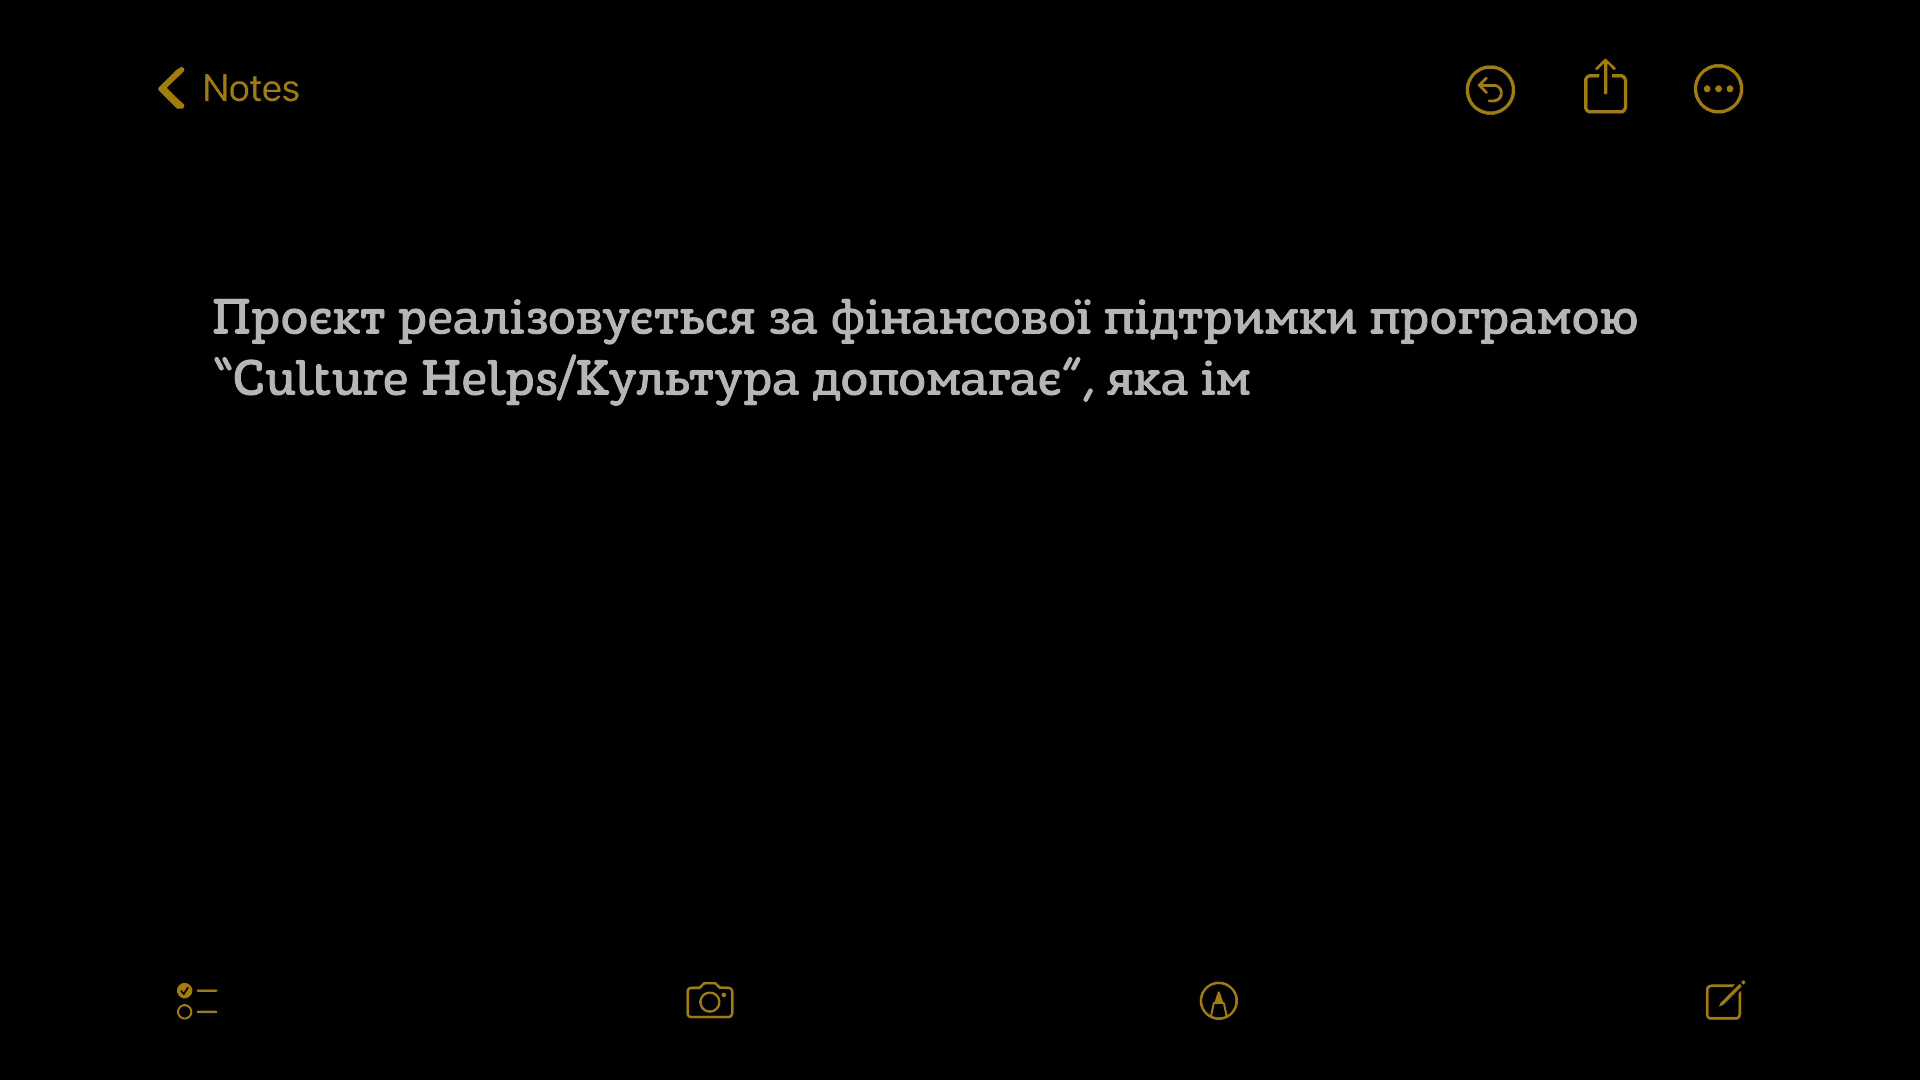 Notes
Проєкт реалізовується за фінансової підтримки програмою
“Culture Helps/Культура допомагає”, яка ім